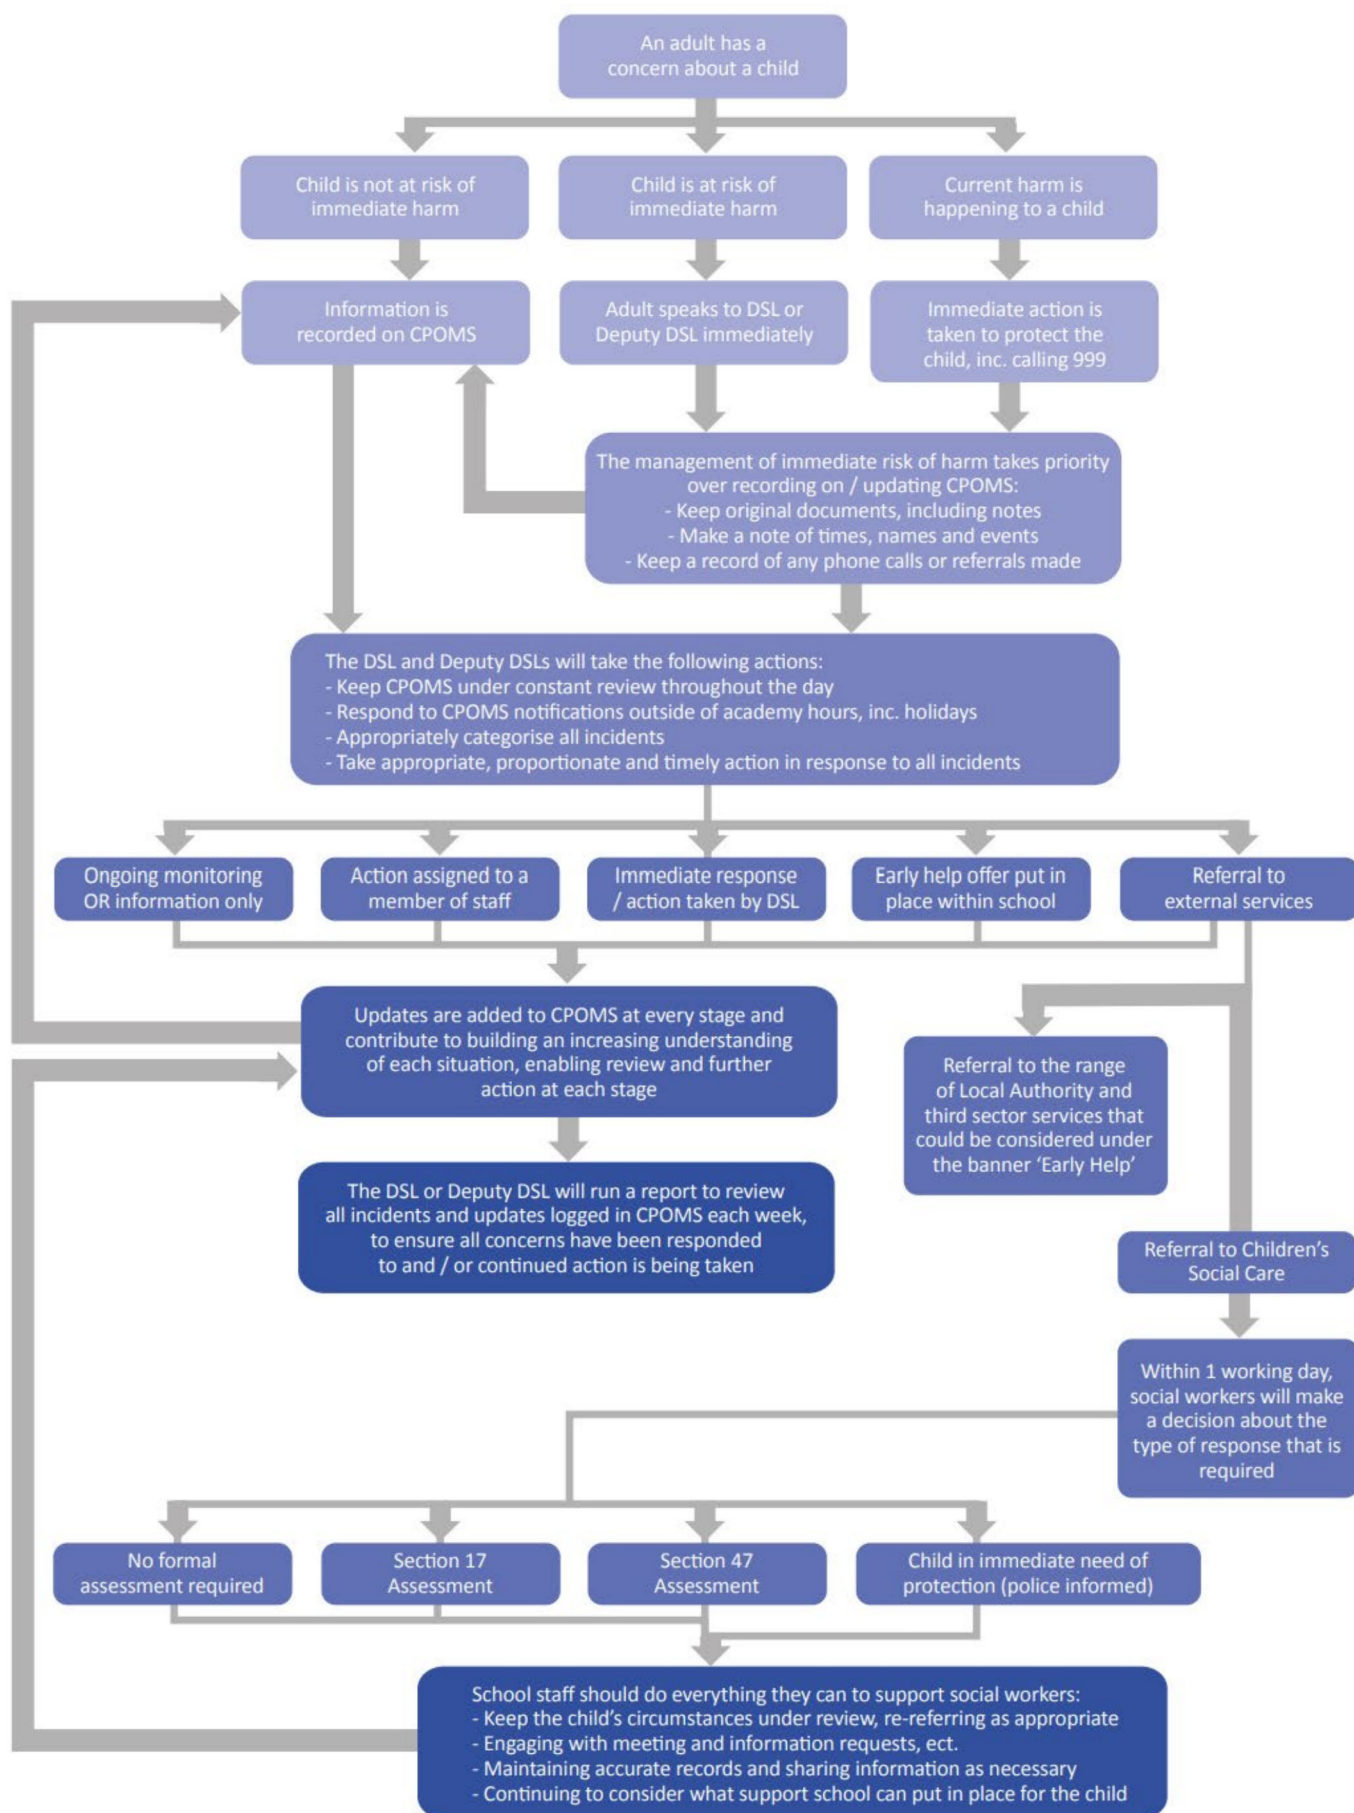 An adult has a
concern about a child
Child is not at risk of
immediate harm
Child is at risk of
immediate harm
Current harm is
happening to a child
Information is
recorded on CPOMS
Adult speaks to DSL or
Deputy DSL immediately
Immediate action is
taken to protect the
child, inc. calling 999
The management of immediate risk of harm takes priority
over recording on / updating CPOMS:
- Keep original documents, including notes
- Make a note of times, names and events
- Keep a record of any phone calls or referrals made
The DSL and Deputy DSLs will take the following actions:
- Keep CPOMS under constant review throughout the day
- Respond to CPOMS notifications outside of academy hours, inc. holidays
- Appropriately categorise all incidents
- Take appropriate, proportionate and timely action in response to all incidents
Ongoing monitoring
OR information only
Action assigned to a
member of staff
Immediate response
/ action taken by DSL
Early help offer put in
place within school
Referral to
external services
Updates are added to CPOMS at every stage and
contribute to building an increasing understanding
of each situation, enabling review and further
action at each stage
Referral to the range
of Local Authority and
third sector services that
could be considered under
the banner ‘Early Help’
The DSL or Deputy DSL will run a report to review
all incidents and updates logged in CPOMS each week,
to ensure all concerns have been responded
to and / or continued action is being taken
Referral to Children’s
Social Care
Within 1 working day,
social workers will make
a decision about the
type of response that is
required
No formal
assessment required
Section 17
Assessment
Section 47
Assessment
Child in immediate need of
protection (police informed)
School staff should do everything they can to support social workers:
- Keep the child’s circumstances under review, re-referring as appropriate
- Engaging with meeting and information requests, ect.
- Maintaining accurate records and sharing information as necessary
- Continuing to consider what support school can put in place for the child